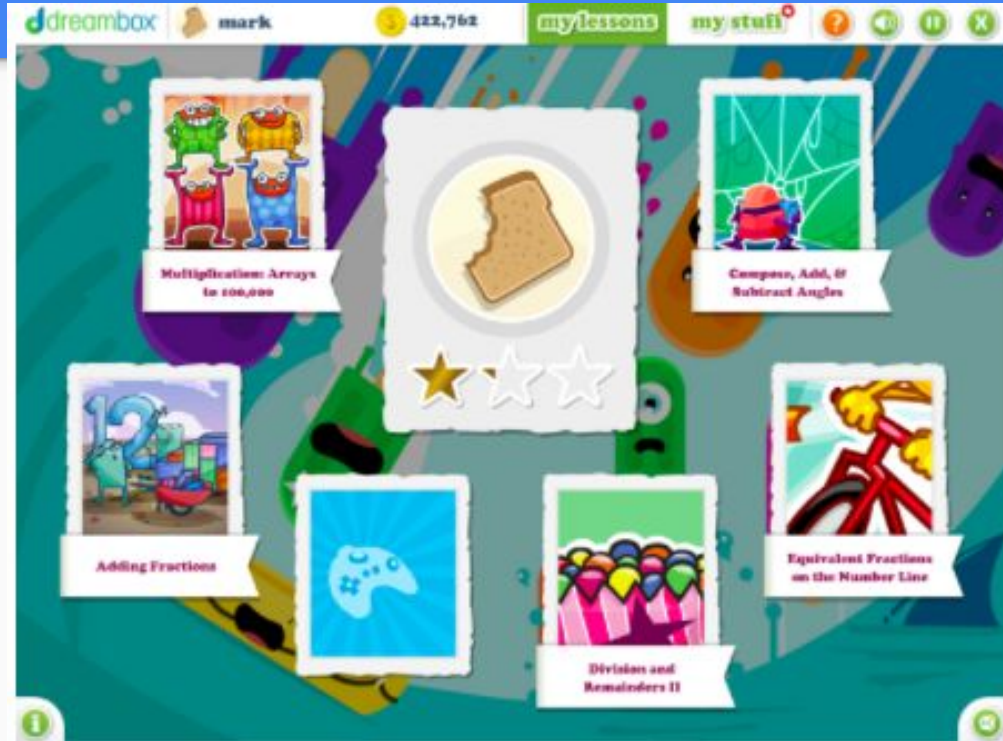 dreambox
mark
422,762
my lessons
my stuff
?
X
Multiplication: Arrays
to 100,000
Compose, Add, &
Subtract Angles
12
Adding Fractions
Equivalent Fractions
on the Number Line
Division and
Remainders II
i